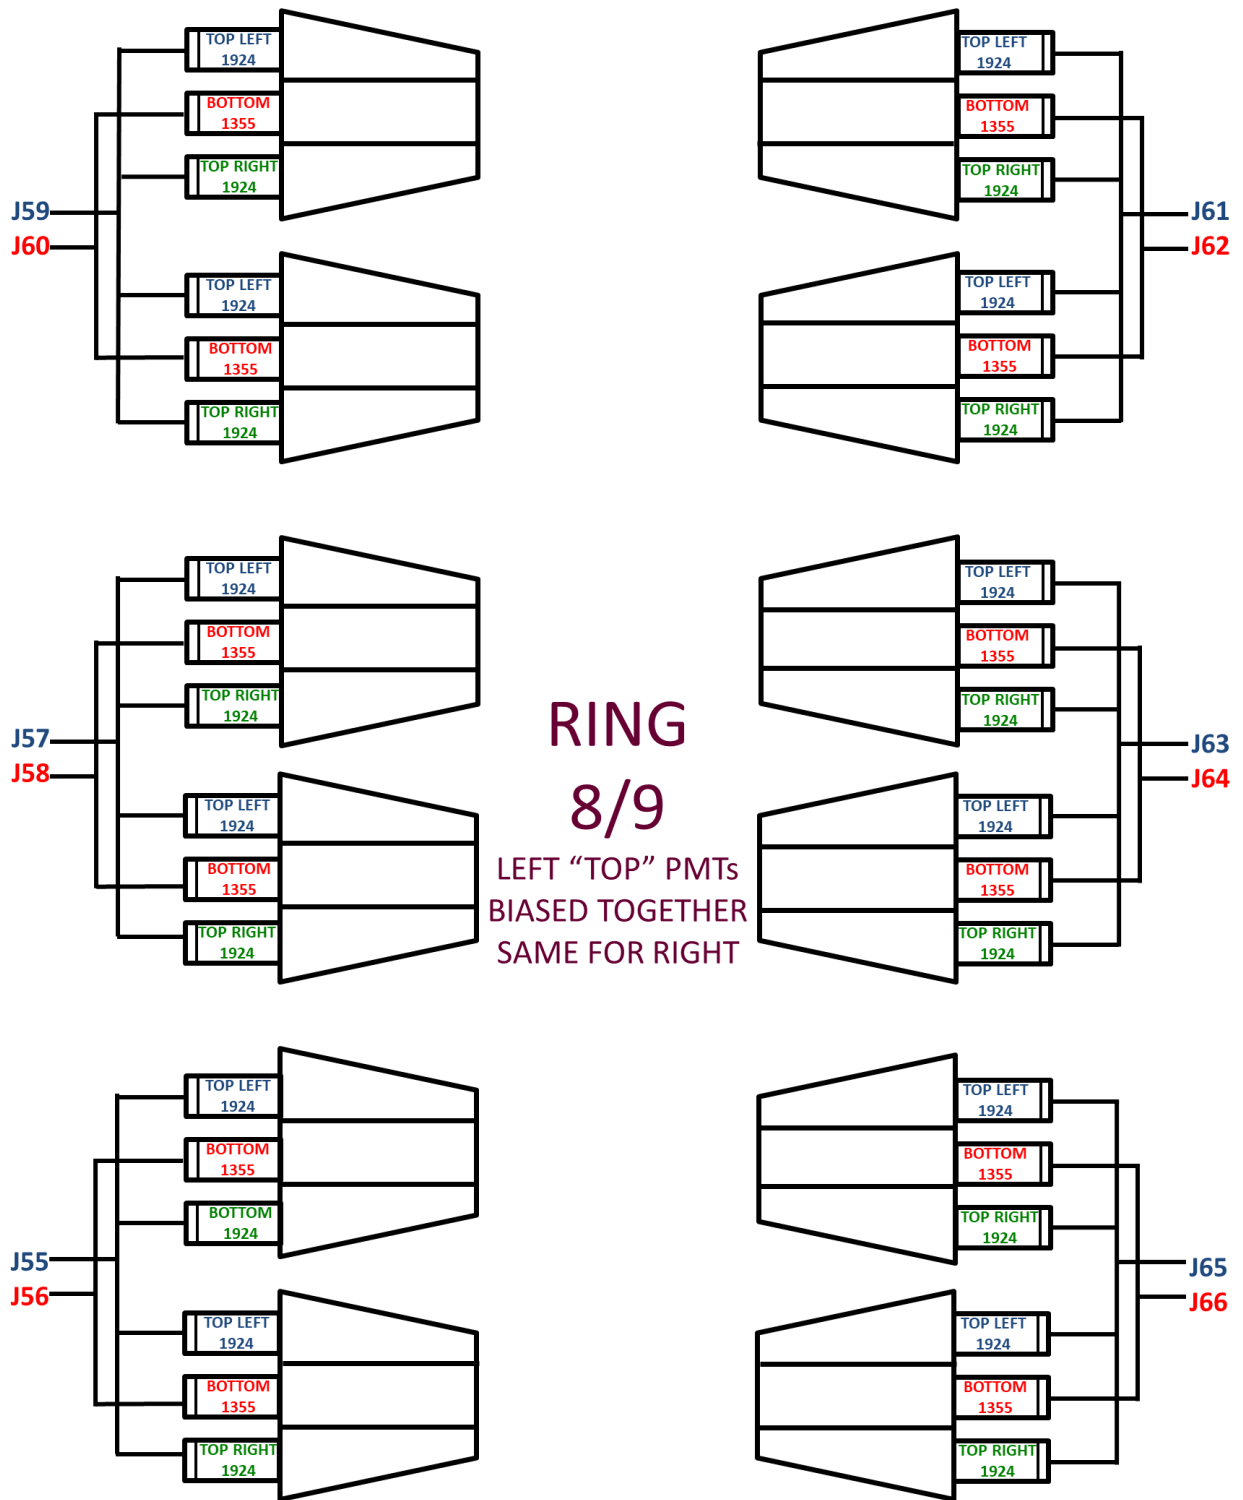 TOP LEFT
1924
BOTTOM
1355
TOP RIGHT
1924
J59
J60
TOP LEFT
1924
BOTTOM
1355
TOP RIGHT
1924
TOP LEFT
1924
BOTTOM
1355
TOP RIGHT
1924
J61
J62
TOP LEFT
1924
BOTTOM
1355
TOP RIGHT
1924
TOP LEFT
1924
BOTTOM
1355
TOP RIGHT
1924
J57
J58
TOP LEFT
1924
BOTTOM
1355
TOP RIGHT
1924
RING
8/9
LEFT “TOP” PMTs
BIASED TOGETHER
SAME FOR RIGHT
TOP LEFT
1924
BOTTOM
1355
TOP RIGHT
1924
J63
J64
TOP LEFT
1924
BOTTOM
1355
TOP RIGHT
1924
TOP LEFT
1924
BOTTOM
1355
BOTTOM
1924
J55
J56
TOP LEFT
1924
BOTTOM
1355
TOP RIGHT
1924
TOP LEFT
1924
BOTTOM
1355
TOP RIGHT
1924
J65
J66
TOP LEFT
1924
BOTTOM
1355
TOP RIGHT
1924